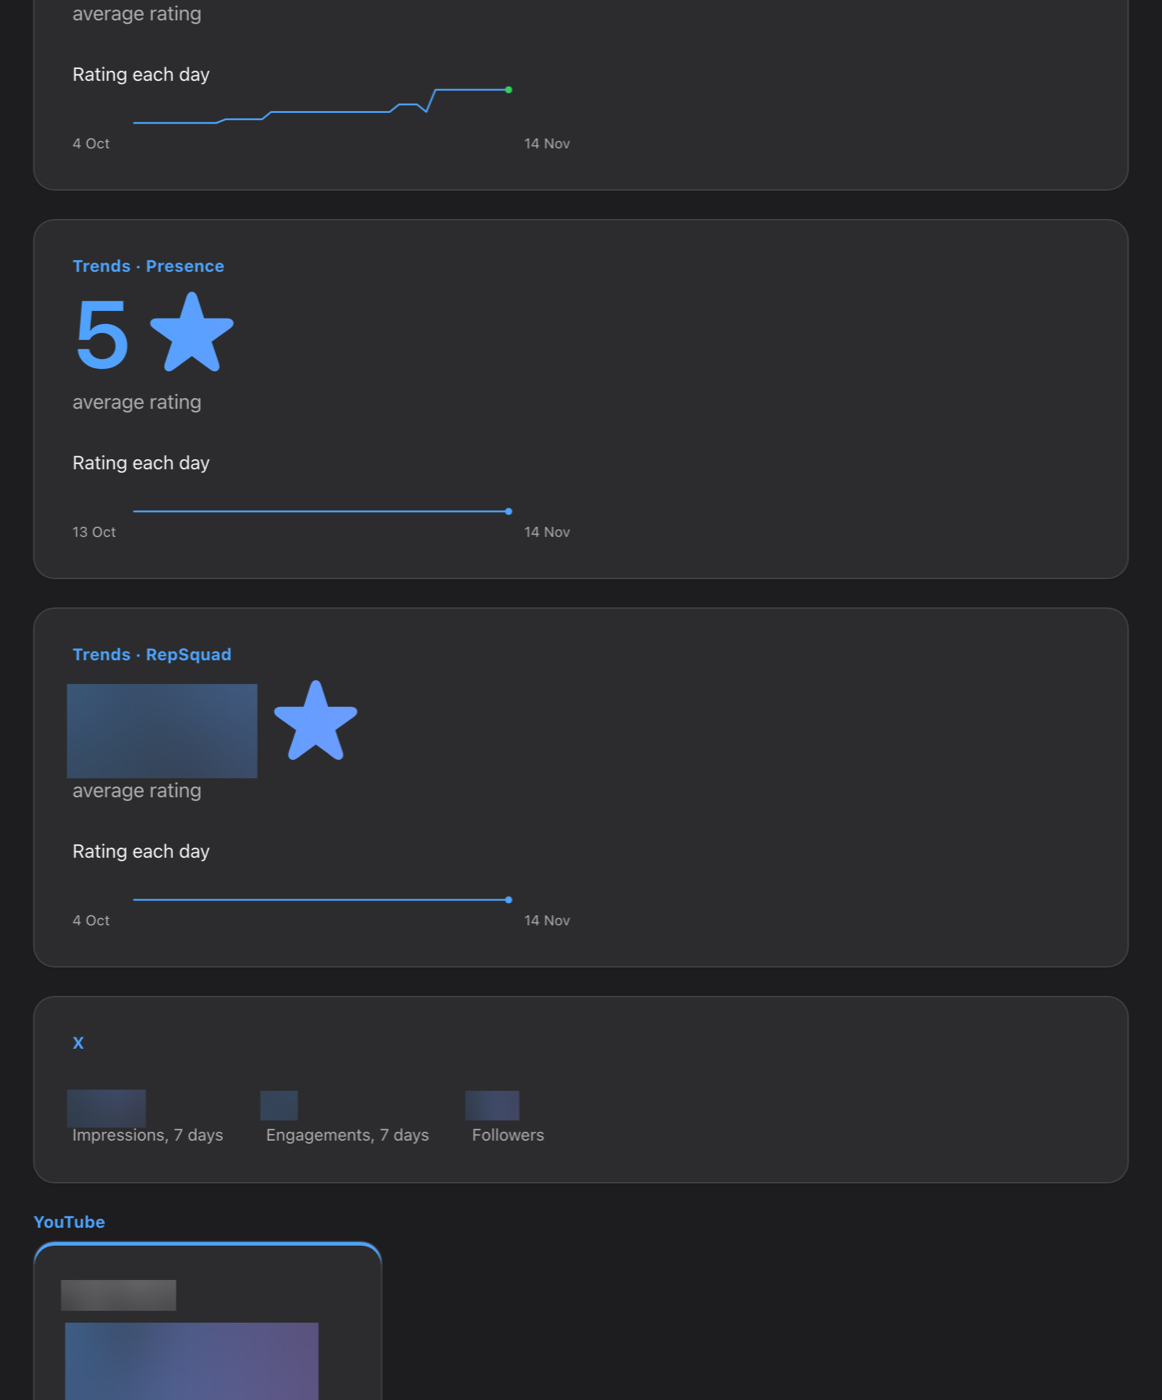 average rating
Rating each day
4 Oct 14 Nov
Trends · Presence
5
average rating
Rating each day
13 Oct 14 Nov
Trends · RepSquad
average rating
Rating each day
4 Oct 14 Nov
X
Impressions, 7 days Engagements, 7 days Followers
YouTube